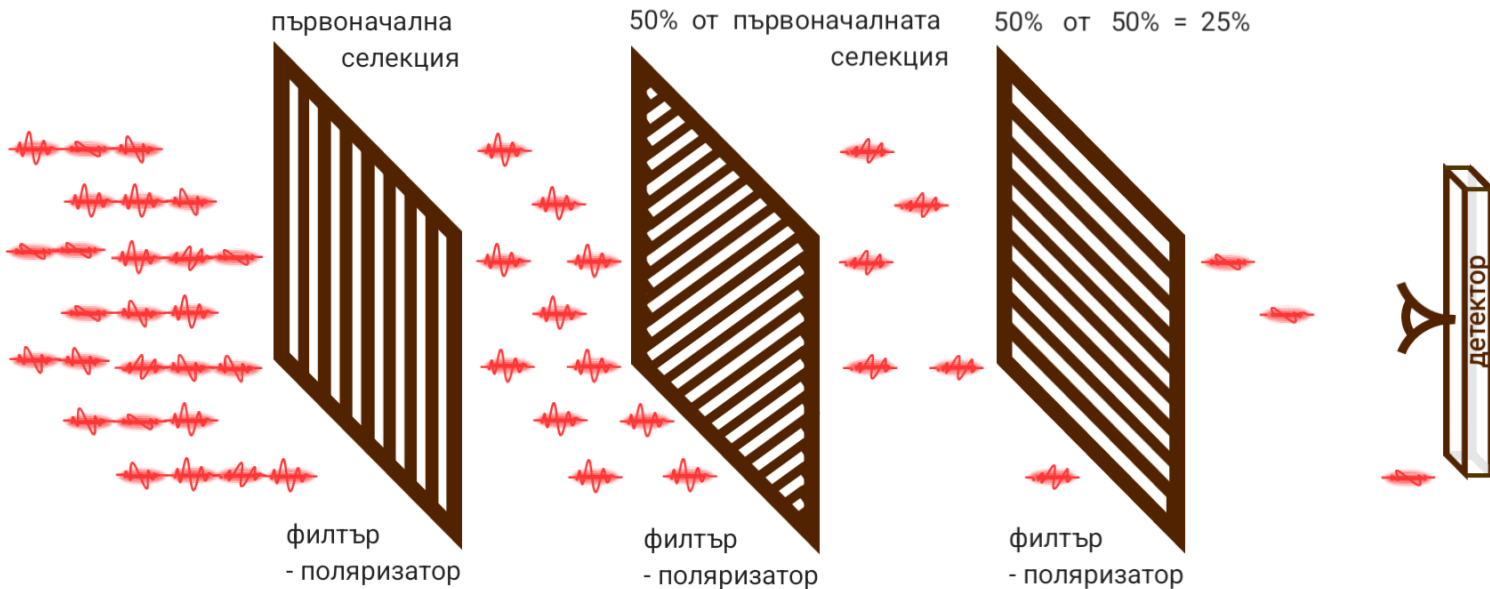 първоначална
селекция
50% от първоначалната
селекция
50% от 50% = 25%
детектор
филтър
- поляризатор
филтър
- поляризатор
филтър
- поляризатор